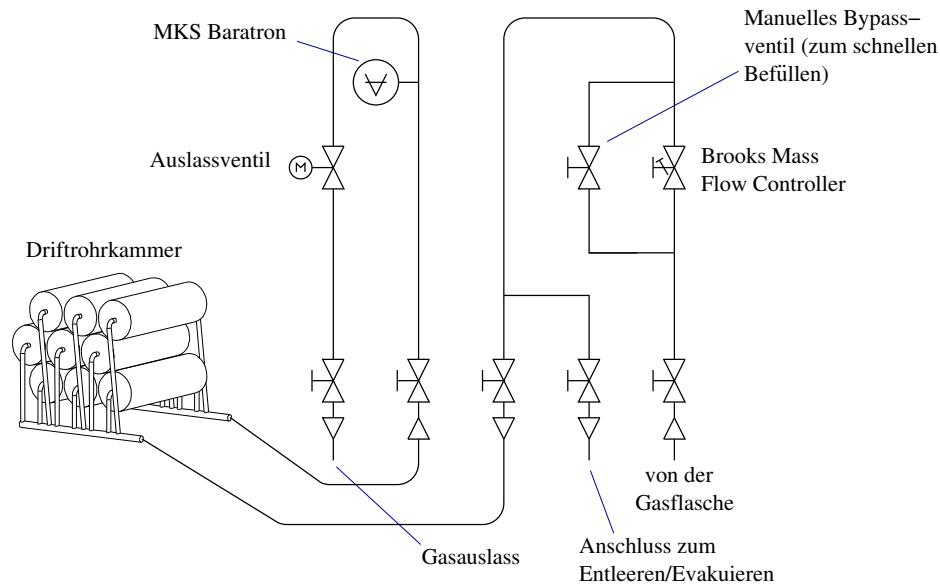 MKS Baratron
Manuelles Bypass−
ventil (zum schnellen
Befüllen)
Auslassventil
M
Brooks Mass
Flow Controller
Driftrohrkammer
von der
Gasflasche
Gasauslass
Anschluss zum
Entleeren/Evakuieren